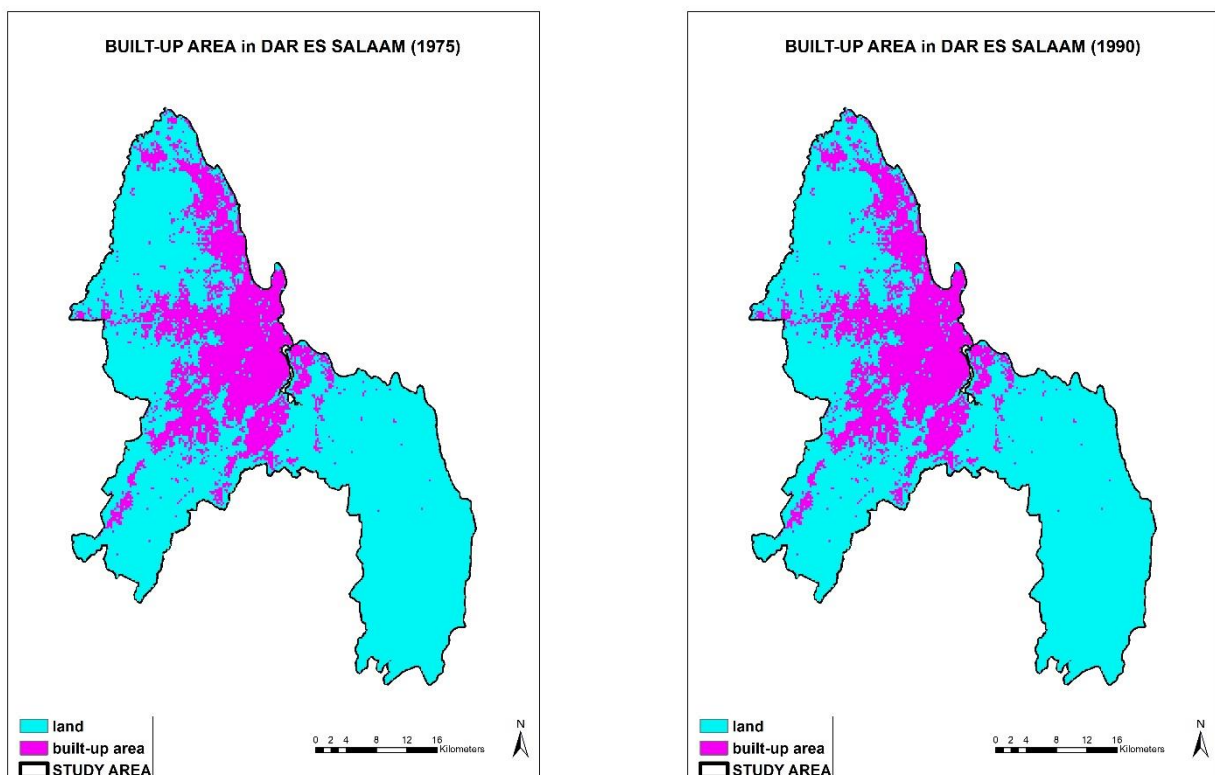 BUILT-UP AREA in DAR ES SALAAM (1975)
land
built-up area
STUDY AREA
0 2 4 8 12 16
Kilometers
N
BUILT-UP AREA in DAR ES SALAAM (1990)
land
built-up area
STUDY AREA
0 2 4 8 12 16
Kilometers
N